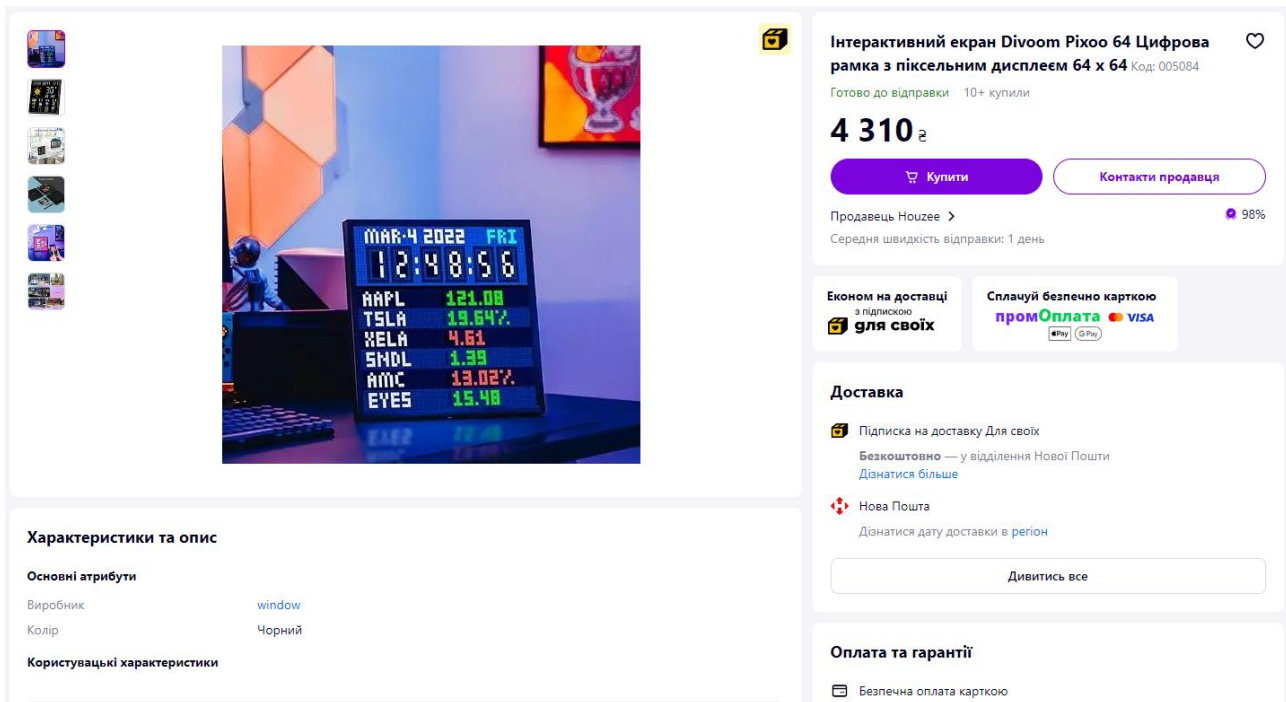 MAR-4 2022 FRI
12:48:56
AAPL 121.08
TSLA 19.64%
XELA 4.61
SNDL 1.39
AMC 13.02%
EYES 15.48
Характеристики та опис
Основні атрибути
Виробник window
Колір Чорний
Користувацькі характеристики
Інтерактивний екран Divoom Pixoo 64 Цифрова
рамка з піксельним дисплеєм 64 x 64 Код: 005084
Готово до відправки 10+ купили
4 310 ₴
Купити
Контакти продавця
Продавець Houzee
98%
Середня швидкість відправки: 1 день
Економ на доставці
з підпискою
для своїх
Сплачуй безпечно карткою
промОплата VISA
Pay G Pay
Доставка
Підписка на доставку Для своїх
Безкоштовно — у відділення Нової Пошти
Дізнатися більше
Нова Пошта
Дізнатися дату доставки в регіон
Дивитись все
Оплата та гарантії
Безпечна оплата карткою